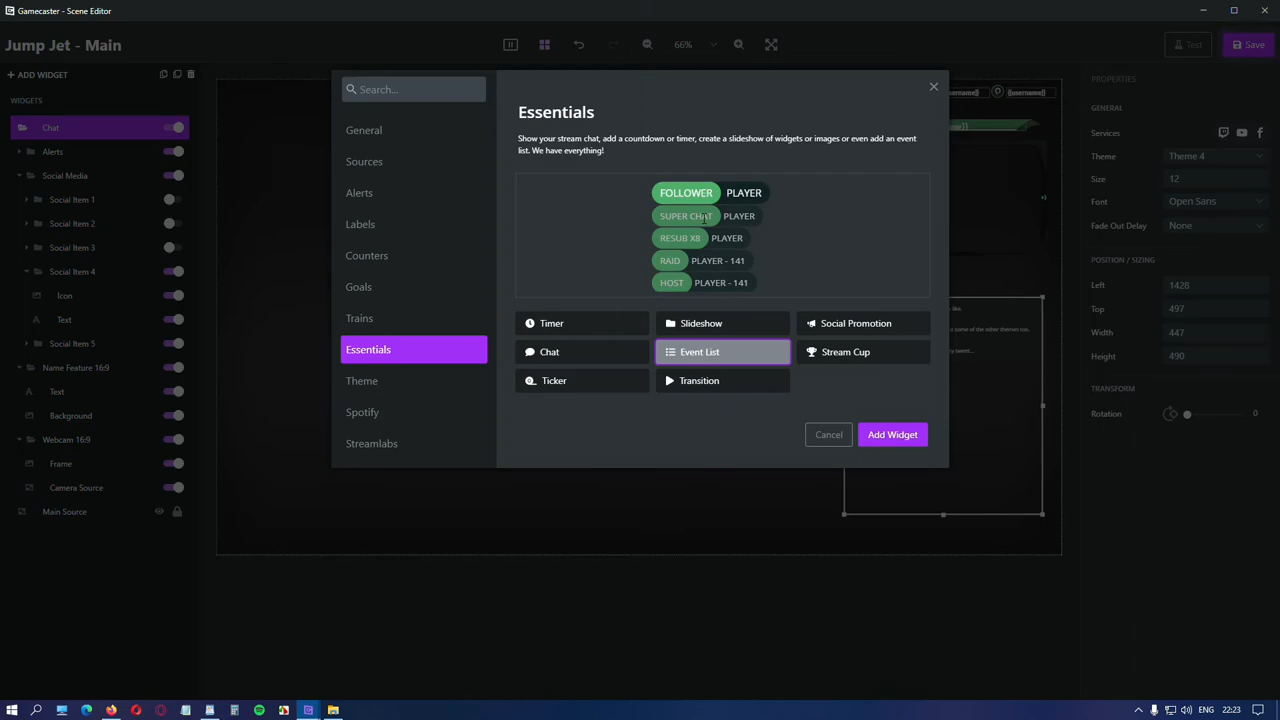 Gamecaster - Scene Editor
Jump Jet - Main
66%
Test
Save
ADD WIDGET
WIDGETS
Chat
Alerts
Social Media
Social Item 1
Social Item 2
Social Item 3
Social Item 4
Icon
Text
Social Item 5
Name Feature 16:9
Text
Background
Webcam 16:9
Frame
Camera Source
Main Source
Search...
General
Sources
Alerts
Labels
Counters
Goals
Trains
Essentials
Theme
Spotify
Streamlabs
Essentials
Show your stream chat, add a countdown or timer, create a slideshow of widgets or images or even add an event
list. We have everything!
FOLLOWER PLAYER
SUPER CHAT PLAYER
RESUB X8 PLAYER
RAID PLAYER - 141
HOST PLAYER - 141
Timer
Slideshow
Social Promotion
Chat
Event List
Stream Cup
Ticker
Transition
Cancel
Add Widget
{{username}}
some of the other themes too,
PROPERTIES
GENERAL
Services
Theme Theme 4
Size 12
Font Open Sans
Fade Out Delay None
POSITION / SIZING
Left 1428
Top 497
Width 447
Height 490
TRANSFORM
Rotation 0
ENG 22:23